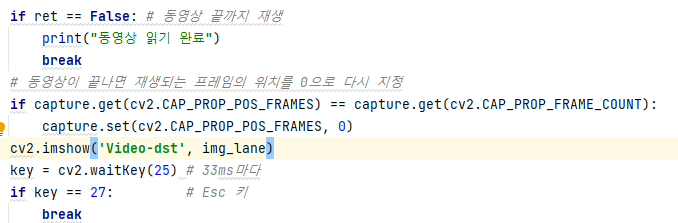 if ret == False: # 동영상 끝까지 재생
print("동영상 읽기 완료")
break
# 동영상이 끝나면 재생되는 프레임의 위치를 0으로 다시 지정
if capture.get(cv2.CAP_PROP_POS_FRAMES) == capture.get(cv2.CAP_PROP_FRAME_COUNT):
capture.set(cv2.CAP_PROP_POS_FRAMES, 0)
cv2.imshow('Video-dst', img_lane)
key = cv2.waitKey(25) # 33ms마다
if key == 27: # Esc 키
break